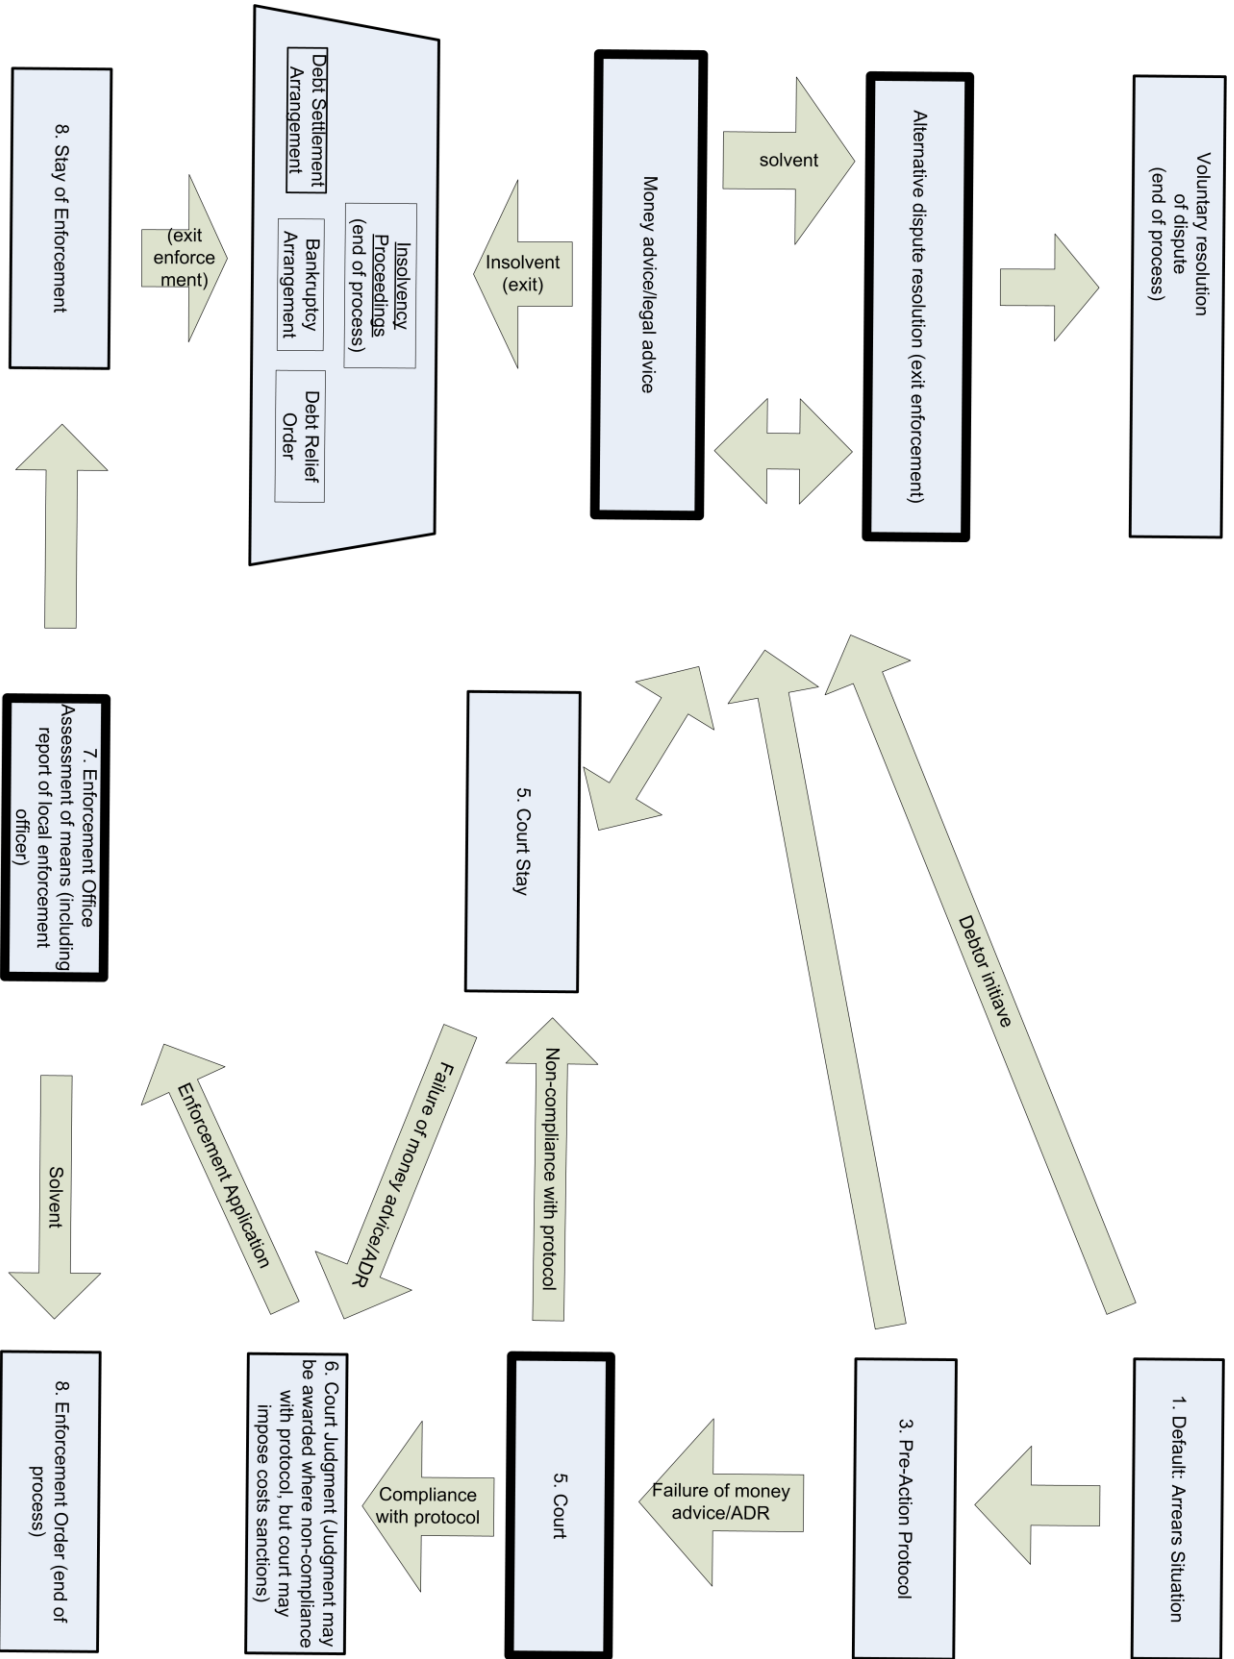 Voluntary resolution
of dispute
(end of process)
Alternative dispute resolution (exit enforcement)
solvent
Money advice/legal advice
Insolvent
(exit)
Insolvency
Proceedings
(end of process)
Debt Settlement
Arrangement
Bankruptcy
Arrangement
Debt Relief
Order
(exit
enforce
ment)
8. Stay of Enforcement
1. Default: Arrears Situation
Debtor initiave
3. Pre-Action Protocol
Failure of money
advice/ADR
5. Court
Non-compliance with protocol
5. Court Stay
Failure of money advice/ADR
Compliance
with protocol
6. Court Judgment (Judgment may
be awarded where non-compliance
with protocol, but court may
impose costs sanctions)
Enforcement Application
7. Enforcement Office
Assessment of means (including
report of local enforcement
officer)
Solvent
8. Enforcement Order (end of
process)